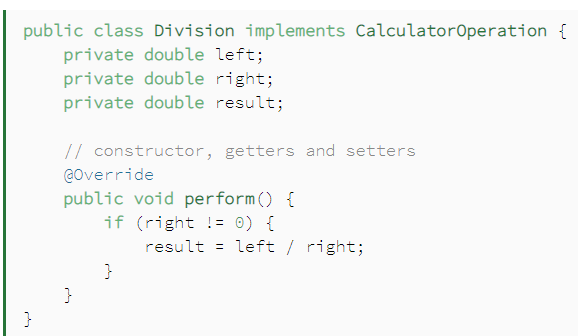 public class Division implements CalculatorOperation {
    private double left;
    private double right;
    private double result;

    // constructor, getters and setters
    @Override
    public void perform() {
        if (right != 0) {
            result = left / right;
        }
    }
}